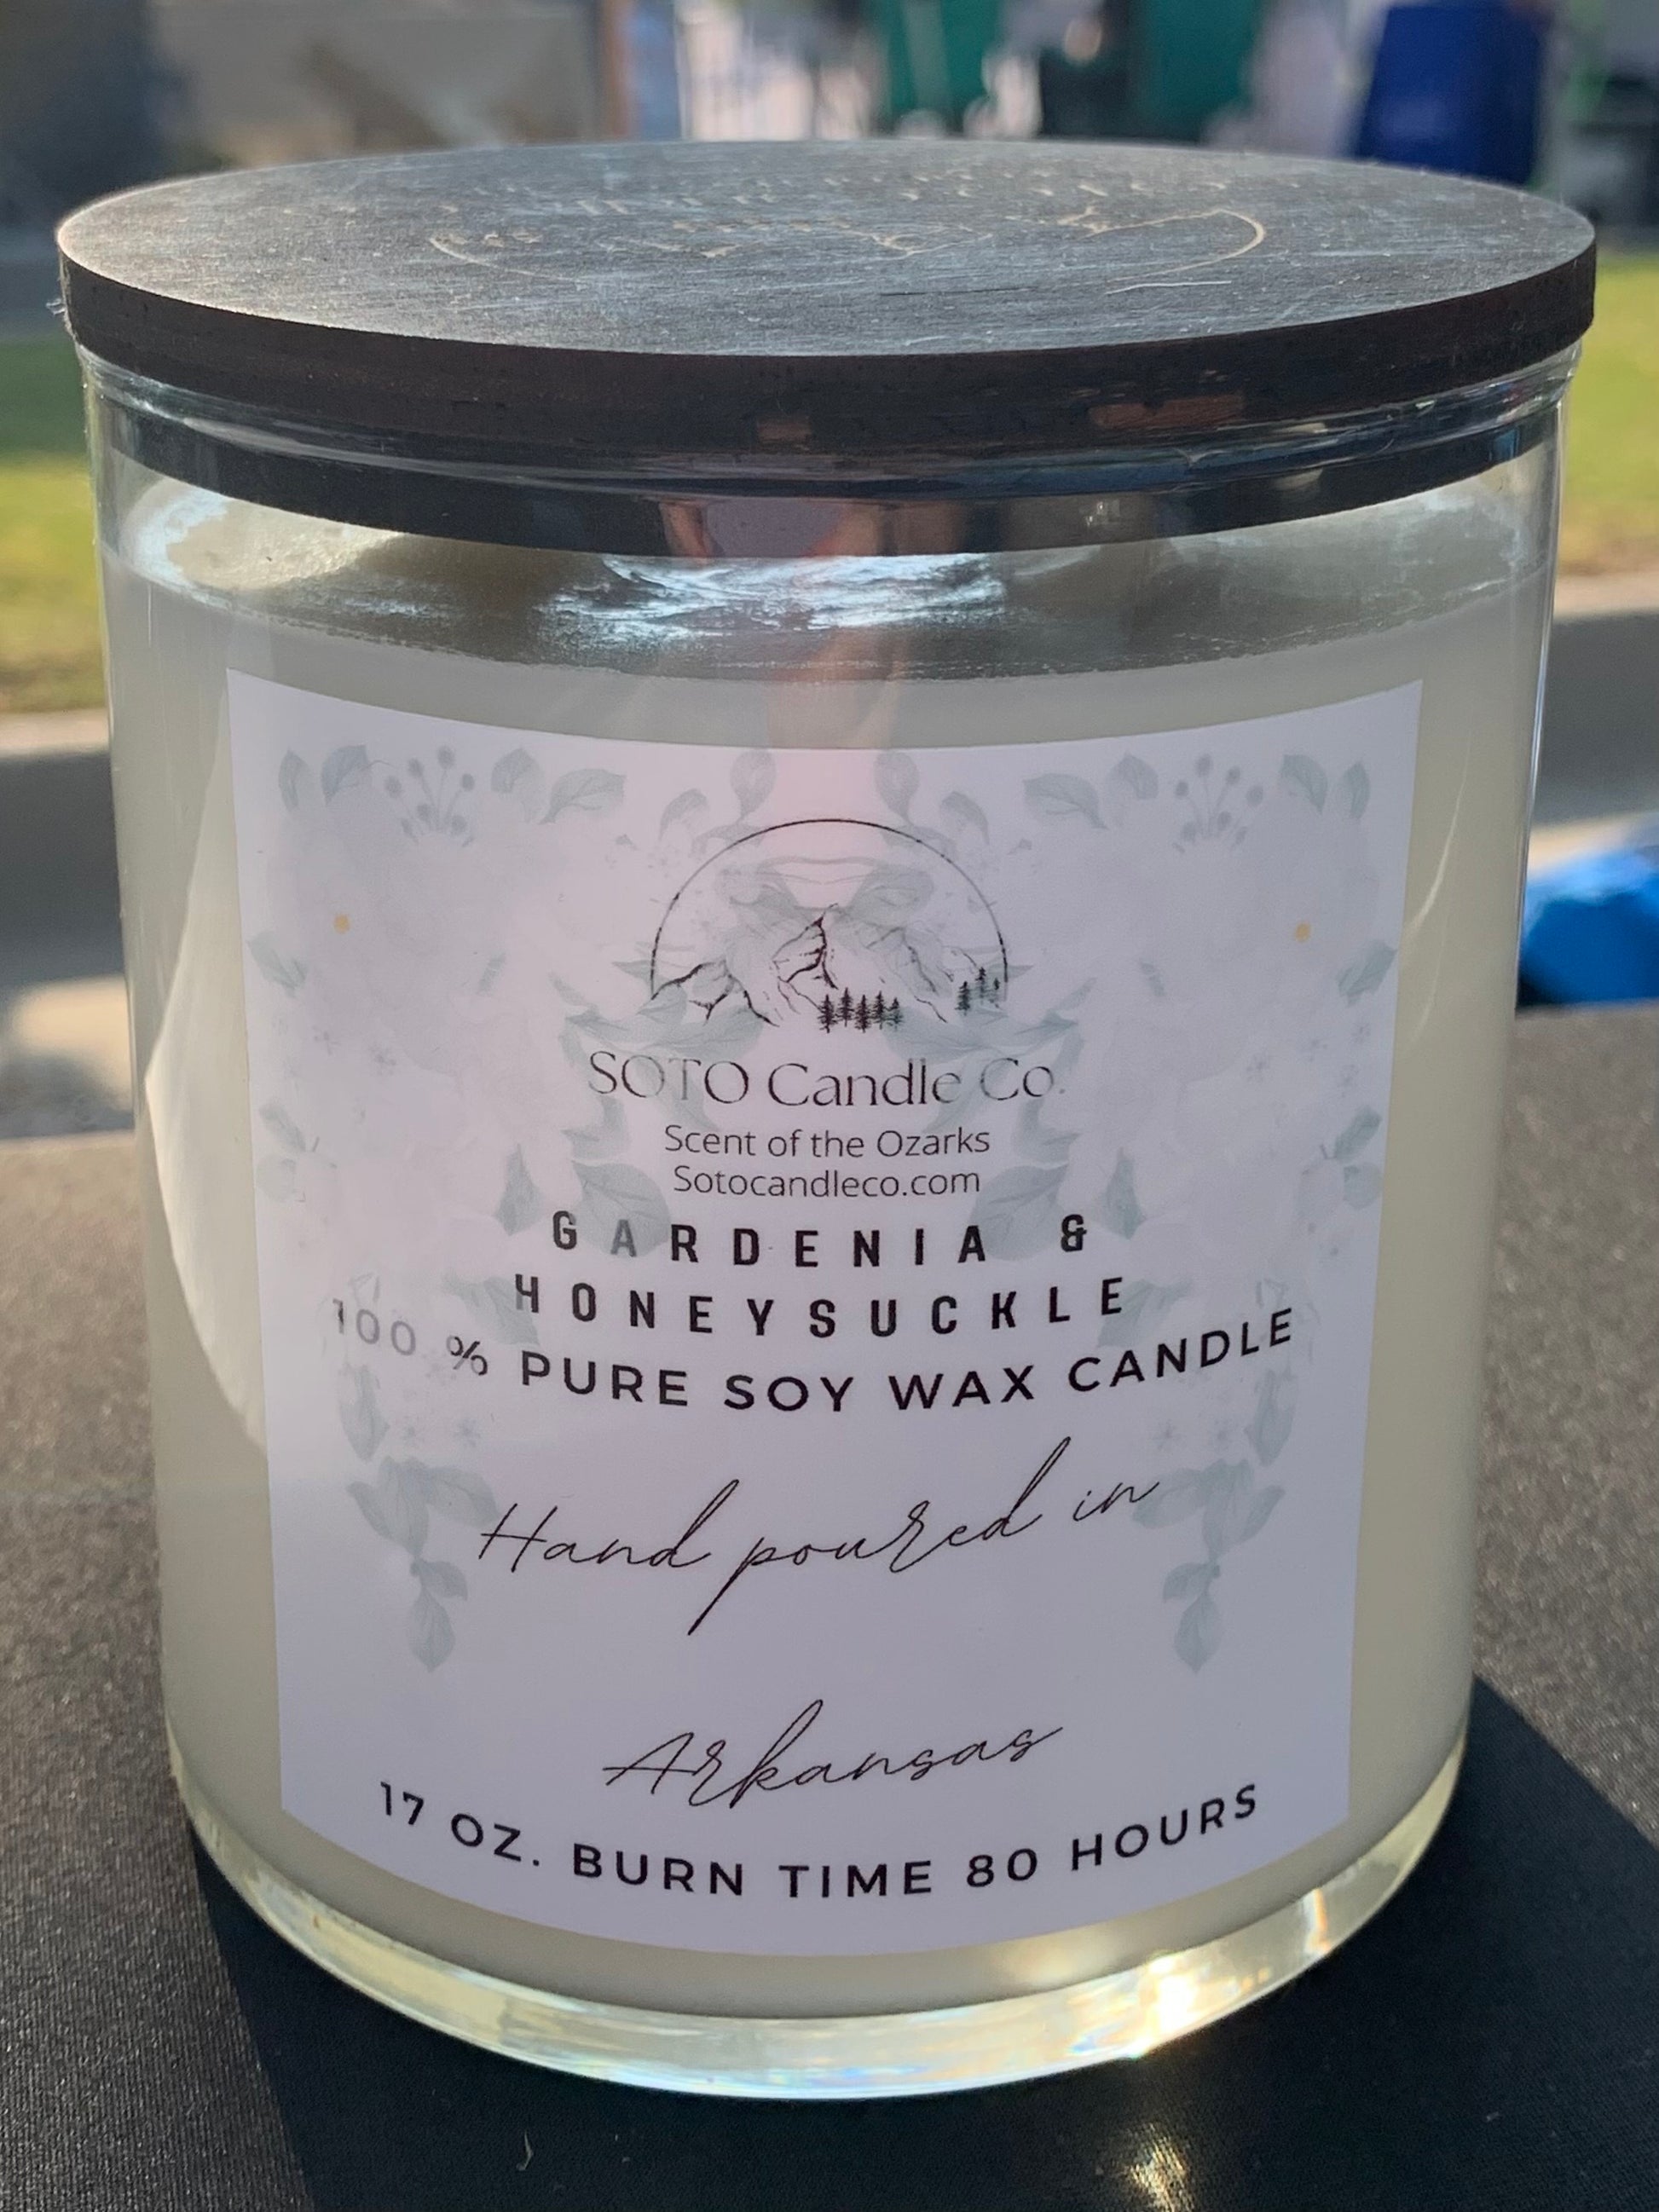 SOTO Candle Co.
Scent of the Ozarks
Sotocandleco.com
GARDENIA &
HONEYSUCKLE
100 % PURE SOY WAX CANDLE
Hand poured in
Arkansas
17 OZ. BURN TIME 80 HOURS